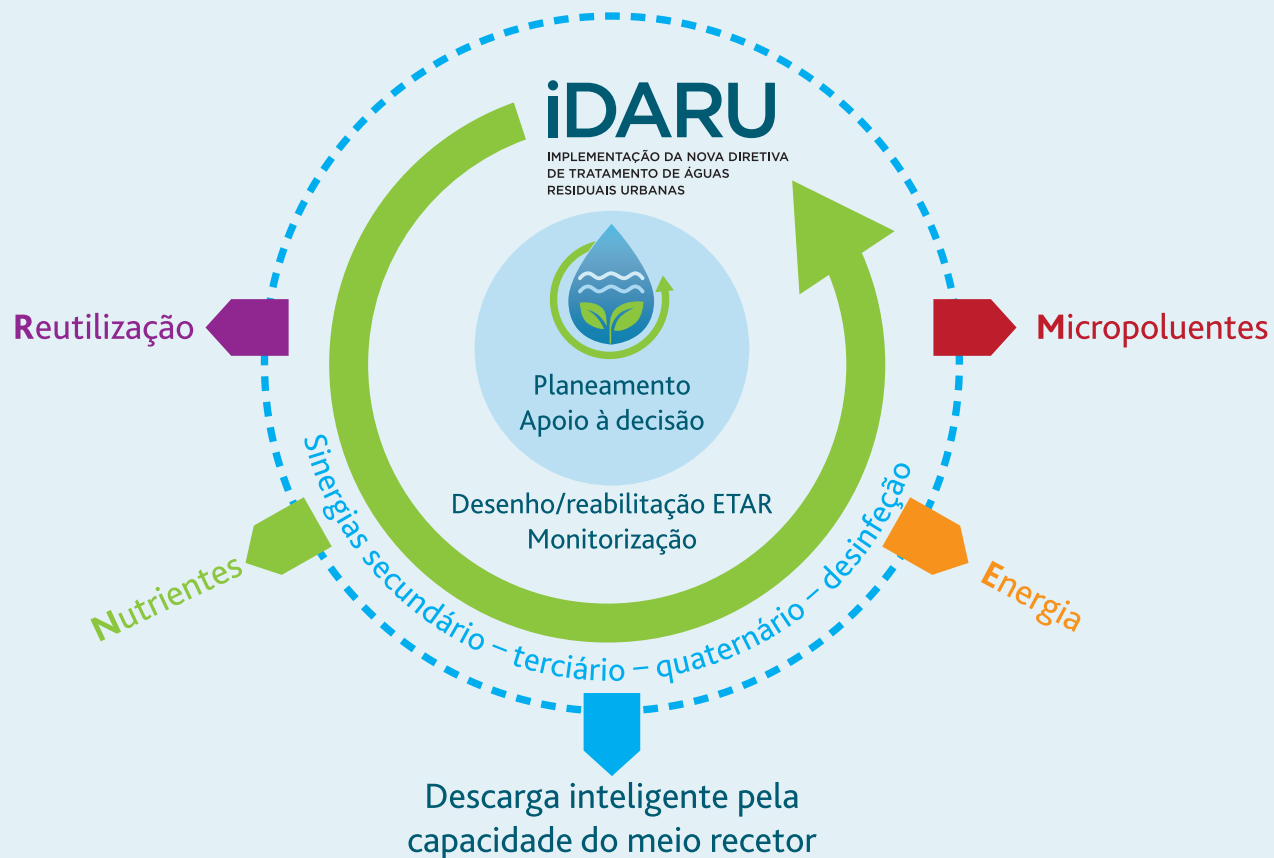 iDARU
IMPLEMENTAÇÃO DA NOVA DIRETIVA
DE TRATAMENTO DE ÁGUAS
RESIDUAIS URBANAS
Reutilização
Micropoluentes
Planeamento
Apoio à decisão
Desenho/reabilitação ETAR
Monitorização
Sinergias secundário – terciário – quaternário – desinfeção
Nutrientes
Energia
Descarga inteligente pela
capacidade do meio recetor